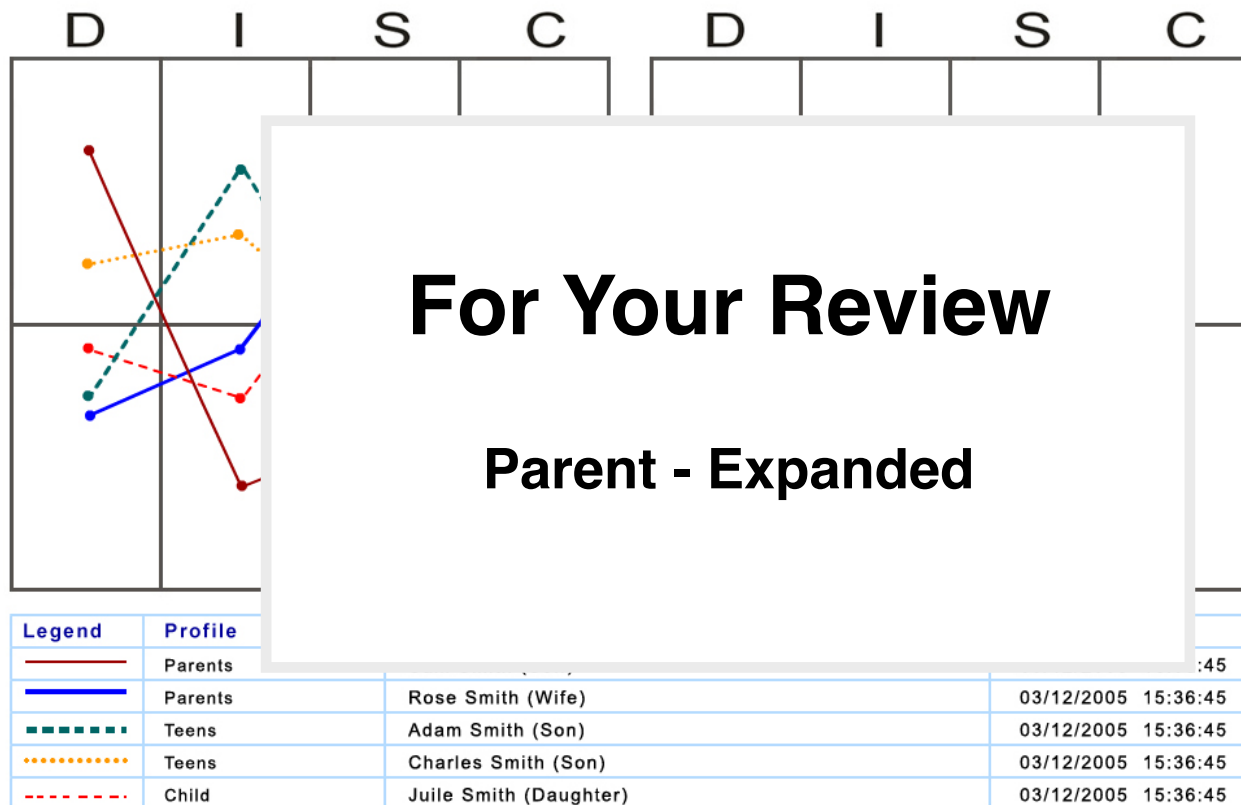 D I S C D I S C
For Your Review
Parent - Expanded
Legend Profile
Parents :45
Parents Rose Smith (Wife) 03/12/2005 15:36:45
Teens Adam Smith (Son) 03/12/2005 15:36:45
Teens Charles Smith (Son) 03/12/2005 15:36:45
Child Juile Smith (Daughter) 03/12/2005 15:36:45